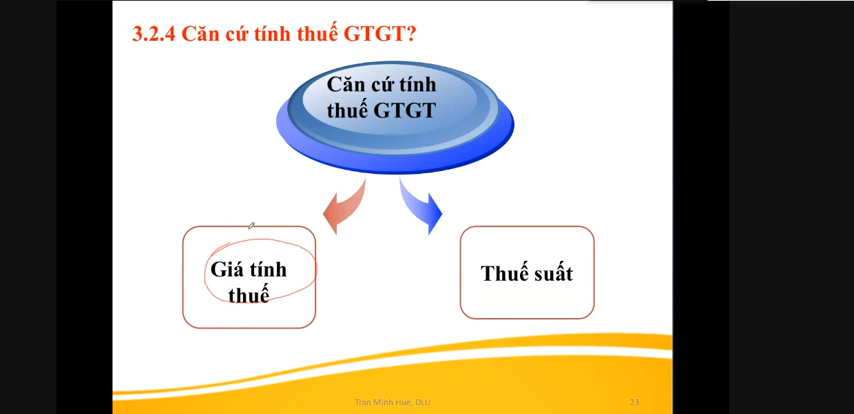 3.2.4 Căn cứ tính thuế GTGT?
Căn cứ tính
thuế GTGT
Giá tính
thuế
Thuế suất
Tran Minh Hue, DLU
23